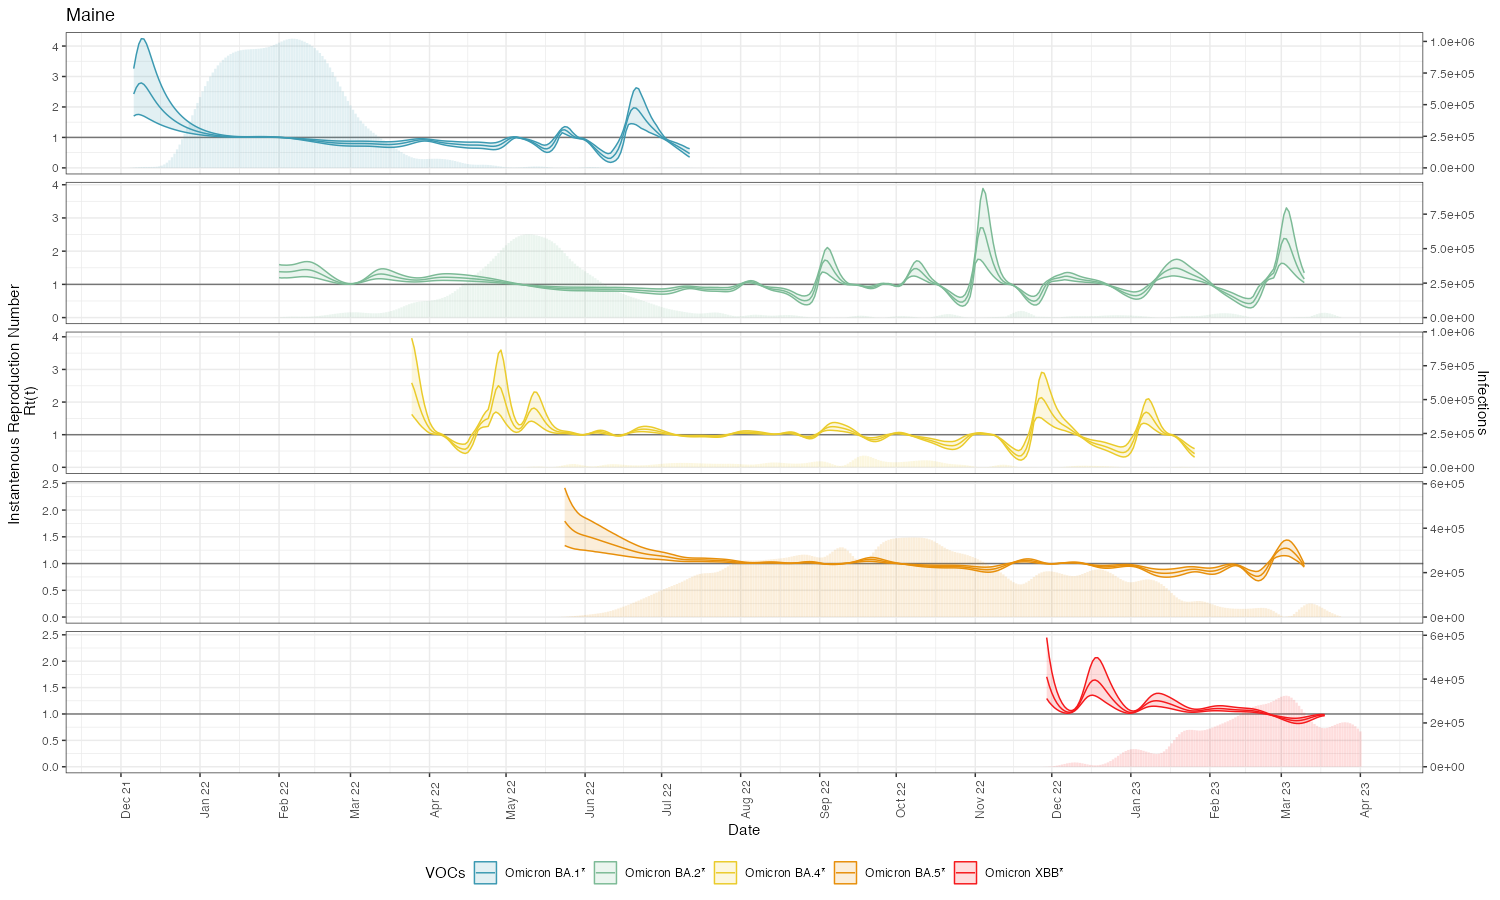 Maine
4
3
2
1
0
1.0e+06
7.5e+05
5.0e+05
2.5e+05
0.0e+00
4
3
2
1
0
7.5e+05
5.0e+05
2.5e+05
0.0e+00
4
3
2
1
0
1.0e+06
7.5e+05
5.0e+05
2.5e+05
0.0e+00
2.5
2.0
1.5
1.0
0.5
0.0
6e+05
4e+05
2e+05
0e+00
2.5
2.0
1.5
1.0
0.5
0.0
6e+05
4e+05
2e+05
0e+00
Instantenous Reproduction Number
Rt(t)
Infections
Dec 21
Jan 22
Feb 22
Mar 22
Apr 22
May 22
Jun 22
Jul 22
Aug 22
Sep 22
Oct 22
Nov 22
Dec 22
Jan 23
Feb 23
Mar 23
Apr 23
Date
VOCs Omicron BA.1* Omicron BA.2* Omicron BA.4* Omicron BA.5* Omicron XBB*